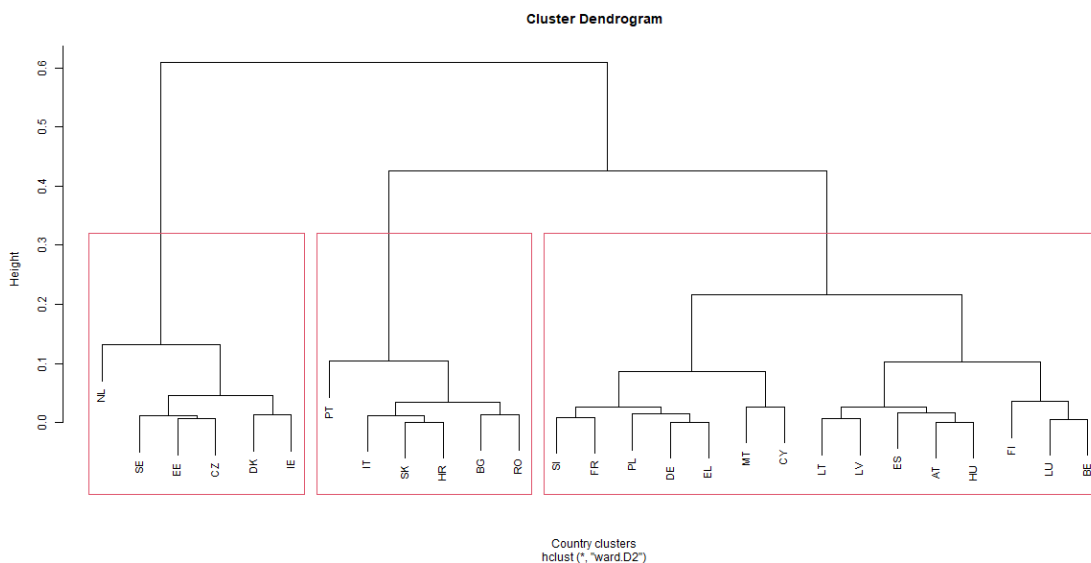 Cluster Dendrogram
Height
0.6
0.5
0.4
0.3
0.2
0.1
0.0
NL
SE
EE
CZ
DK
IE
PT
IT
SK
HR
BG
RO
SI
FR
PL
DE
EL
MT
CY
LT
LV
ES
AT
HU
FI
LU
BE
Country clusters
hclust (*, "ward.D2")